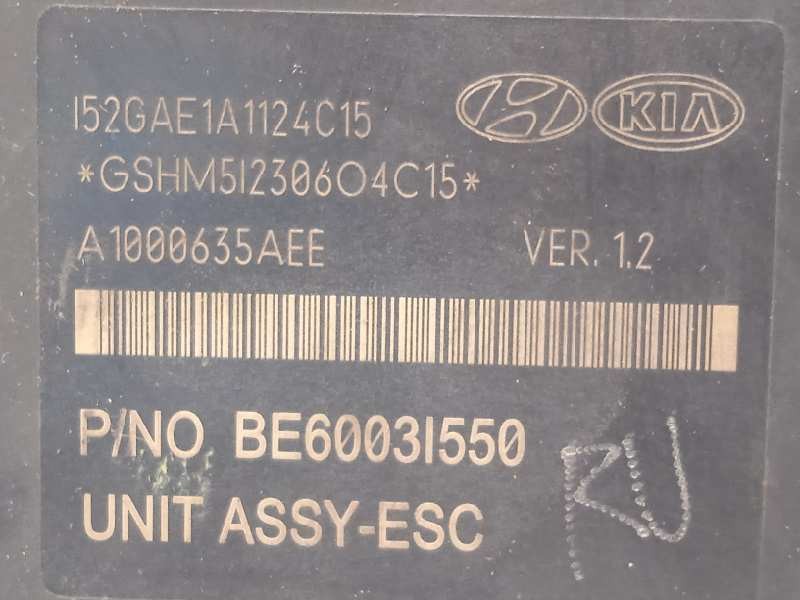 I52GAE1A1124C15
KIA
*GSHM5I230604C15*
A1000635AEE VER. 1.2
P/NO BE6003I550
UNIT ASSY-ESC
RU